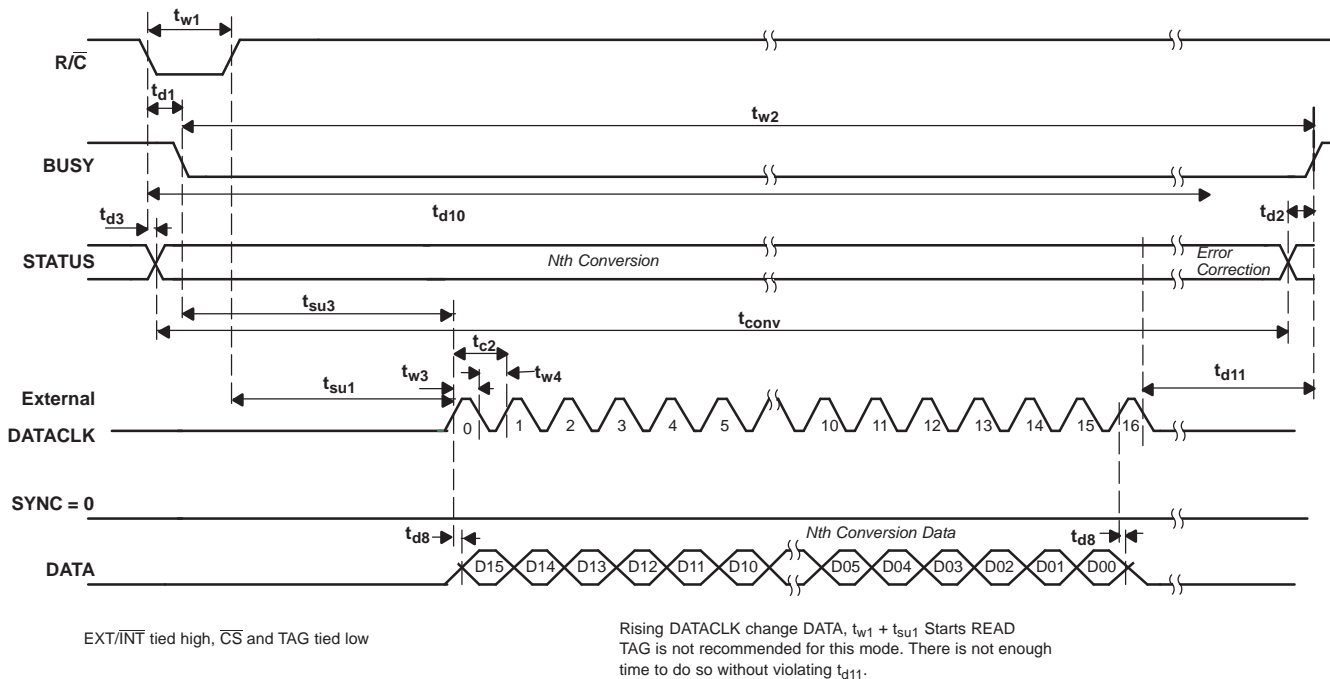 tw1
R/C̅
td1
tw2
BUSY
td10
td3
td2
STATUS
Nth Conversion
Error
Correction
tsu3
tconv
tc2
tw3
tw4
tsu1
td11
External
DATACLK
0 1 2 3 4 5 10 11 12 13 14 15 16
SYNC = 0
Nth Conversion Data
td8
td8
DATA
D15 D14 D13 D12 D11 D10 D05 D04 D03 D02 D01 D00
EXT/I̅N̅T̅ tied high, C̅S̅ and TAG tied low
Rising DATACLK change DATA, tw1 + tsu1 Starts READ
TAG is not recommended for this mode. There is not enough
time to do so without violating td11.